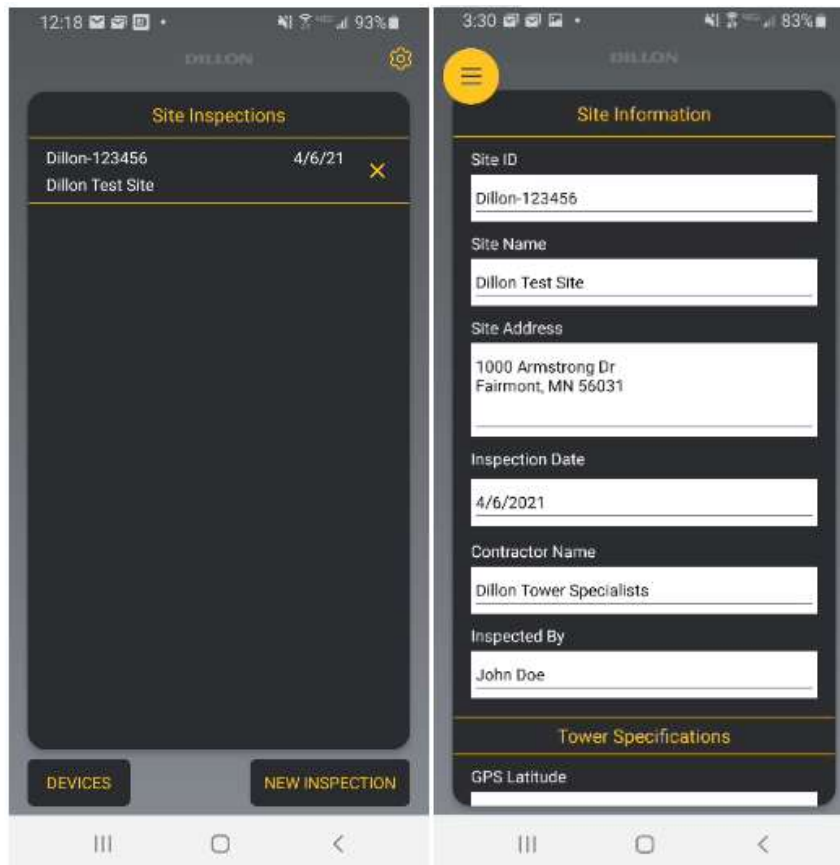 12:18 93%
DILLON
Site Inspections
Dillon-123456 4/6/21
Dillon Test Site
DEVICES NEW INSPECTION
3:30 83%
DILLON
Site Information
Site ID
Dillon-123456
Site Name
Dillon Test Site
Site Address
1000 Armstrong Dr
Fairmont, MN 56031
Inspection Date
4/6/2021
Contractor Name
Dillon Tower Specialists
Inspected By
John Doe
Tower Specifications
GPS Latitude